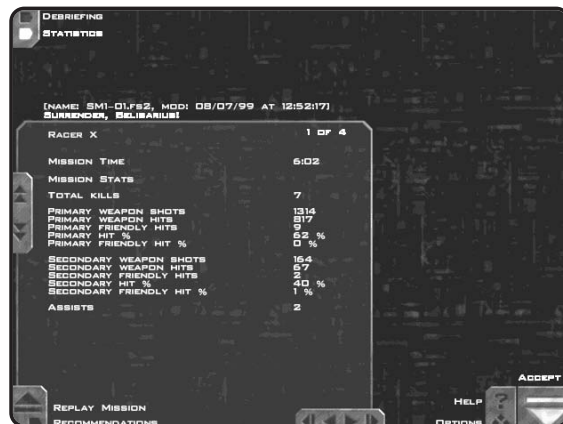 DEBRIEFING
STATISTICS
[NAME: SM1-01.FS2, MOD: 08/07/99 AT 12:52:17]
SURRENDER, BELISARIUS!
RACER X 1 OF 4
MISSION TIME 6:02
MISSION STATS
TOTAL KILLS 7
PRIMARY WEAPON SHOTS 1314
PRIMARY WEAPON HITS 817
PRIMARY FRIENDLY HITS 9
PRIMARY HIT % 62 %
PRIMARY FRIENDLY HIT % 0 %
SECONDARY WEAPON SHOTS 164
SECONDARY WEAPON HITS 67
SECONDARY FRIENDLY HITS 2
SECONDARY HIT % 40 %
SECONDARY FRIENDLY HIT % 1 %
ASSISTS 2
ACCEPT
REPLAY MISSION HELP ?
RECOMMENDATIONS OPTIONS